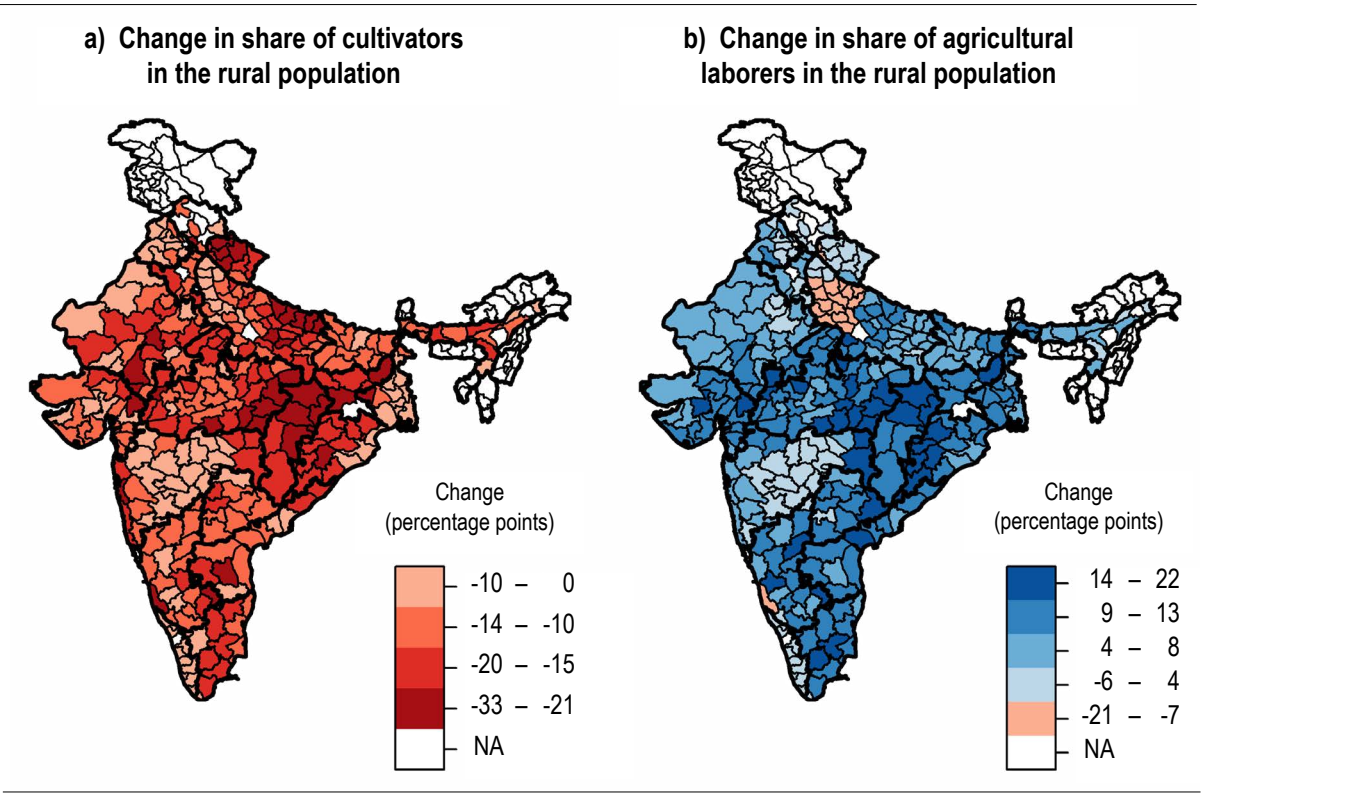 a) Change in share of cultivators
in the rural population
b) Change in share of agricultural
laborers in the rural population
Change
(percentage points)
-10 – 0
-14 – -10
-20 – -15
-33 – -21
NA
Change
(percentage points)
14 – 22
9 – 13
4 – 8
-6 – 4
-21 – -7
NA